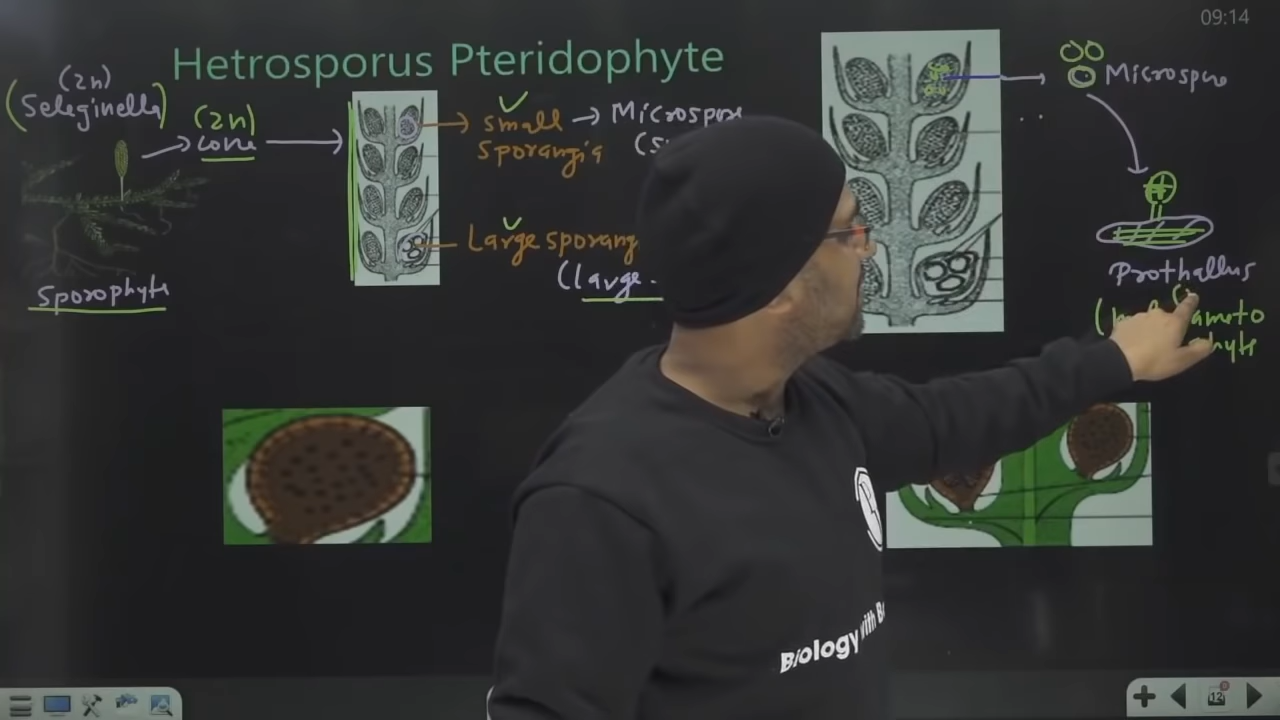 09:14
Hetrosporus Pteridophyte
(2n)
(Seleginella)
(2n)
cone
small
sporangia
Microspore
Large sporang
(large
Sporophyte
Microspore
Prothallus
Biology with
12